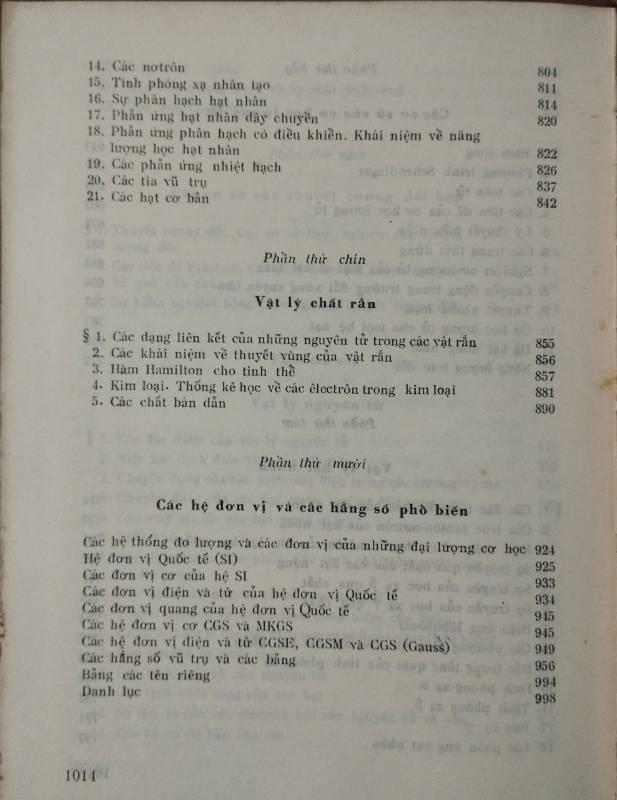 14. Các nơtrôn 804
15. Tính phóng xạ nhân tạo 811
16. Sự phân hạch hạt nhân 814
17. Phản ứng hạt nhân dây chuyền 820
18. Phản ứng phân hạch có điều khiển. Khái niệm về năng
lượng học hạt nhân 822
19. Các phản ứng nhiệt hạch 826
20. Các tia vũ trụ 837
21. Các hạt cơ bản 842
Phần thứ chín
Vật lý chất rắn
§ 1. Các dạng liên kết của những nguyên tử trong các vật rắn 855
2. Các khái niệm về thuyết vùng của vật rắn 856
3. Hàm Hamilton cho tinh thể 857
4. Kim loại. Thống kê học về các êlectrôn trong kim loại 881
5. Các chất bán dẫn 890
Phần thứ mười
Các hệ đơn vị và các hằng số phổ biến
Các hệ thống đo lượng và các đơn vị của những đại lượng cơ học 924
Hệ đơn vị Quốc tế (SI) 925
Các đơn vị cơ của hệ SI 933
Các đơn vị điện và từ của hệ đơn vị Quốc tế 934
Các đơn vị quang của hệ đơn vị Quốc tế 945
Các hệ đơn vị cơ CGS và MKGS 945
Các hệ đơn vị điện và từ CGSE, CGSM và CGS (Gauss) 949
Các hằng số vũ trụ và các bảng 956
Bảng các tên riêng 994
Danh lục 998
1014